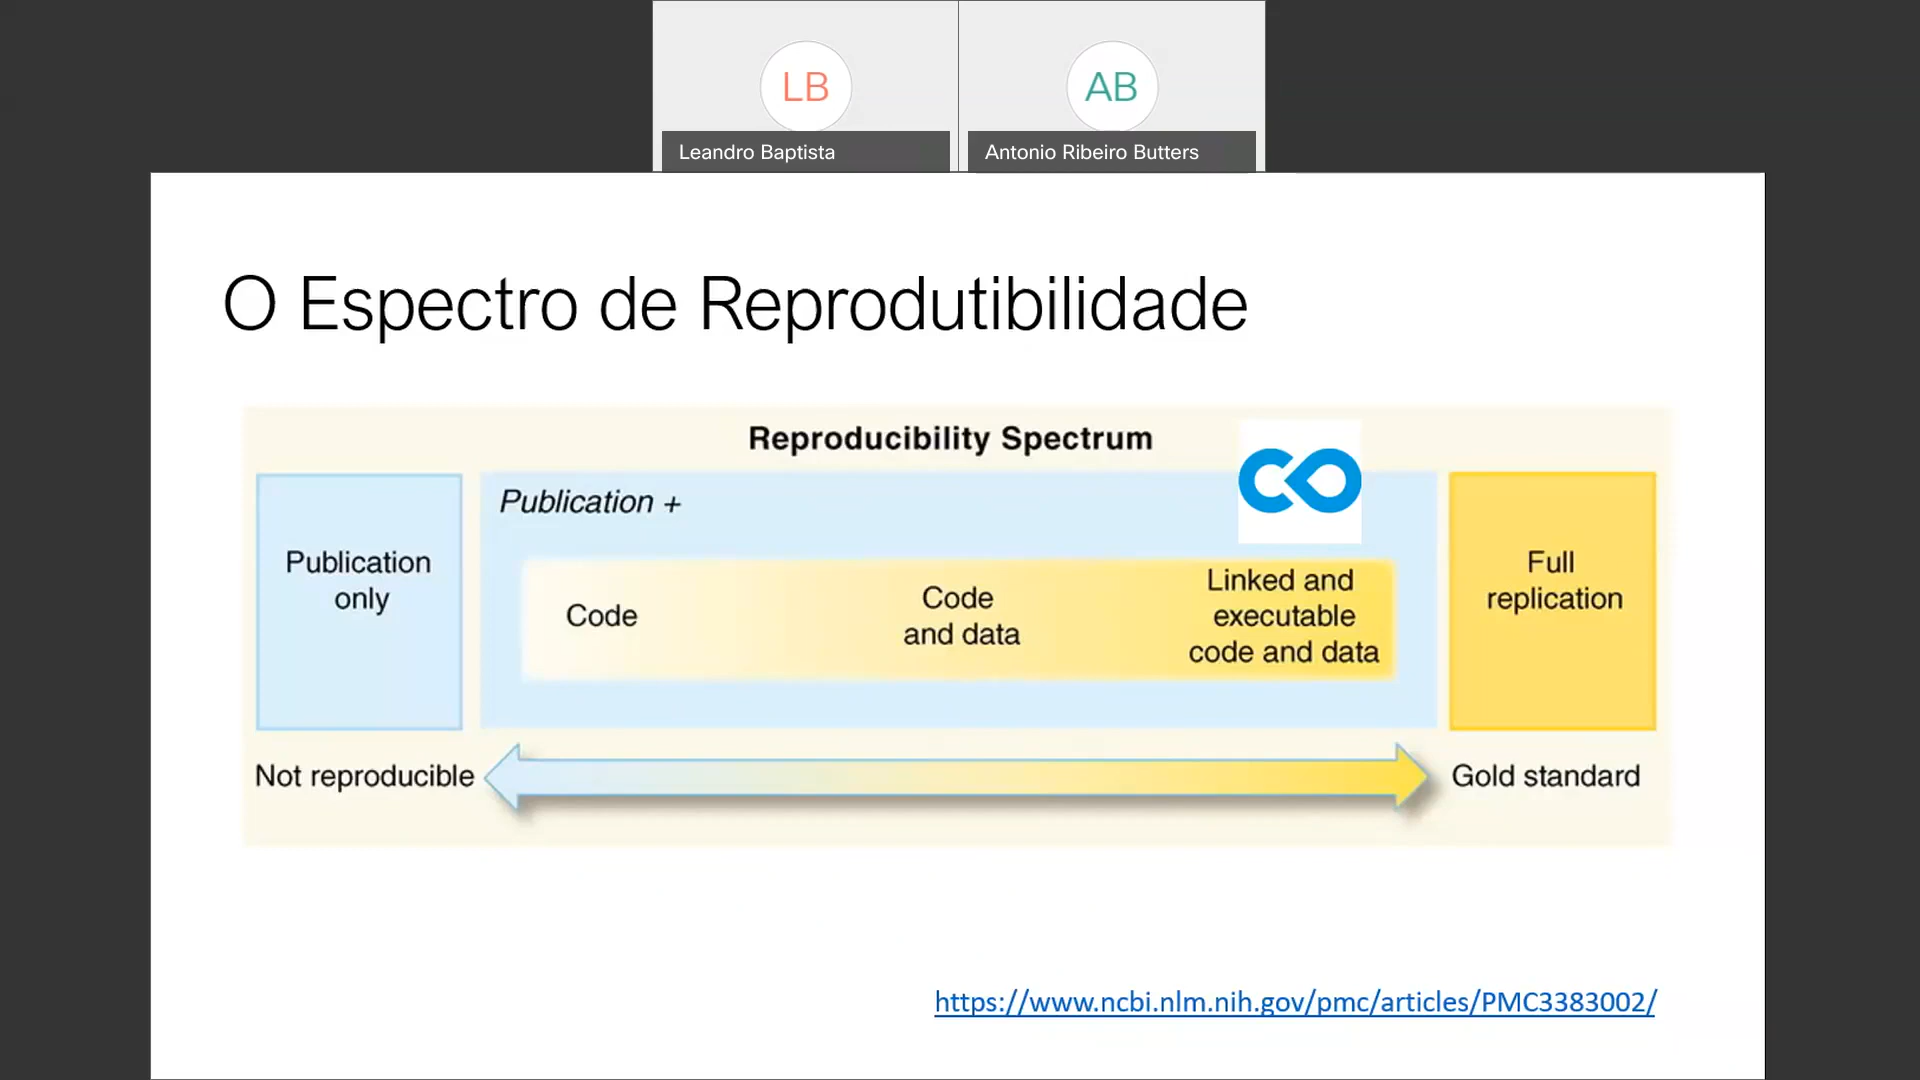 LB
AB
Leandro Baptista
Antonio Ribeiro Butters
O Espectro de Reprodutibilidade
Reproducibility Spectrum
CO
Publication
only
Publication +
Code
Code
and data
Linked and
executable
code and data
Full
replication
Not reproducible
Gold standard
https://www.ncbi.nlm.nih.gov/pmc/articles/PMC3383002/